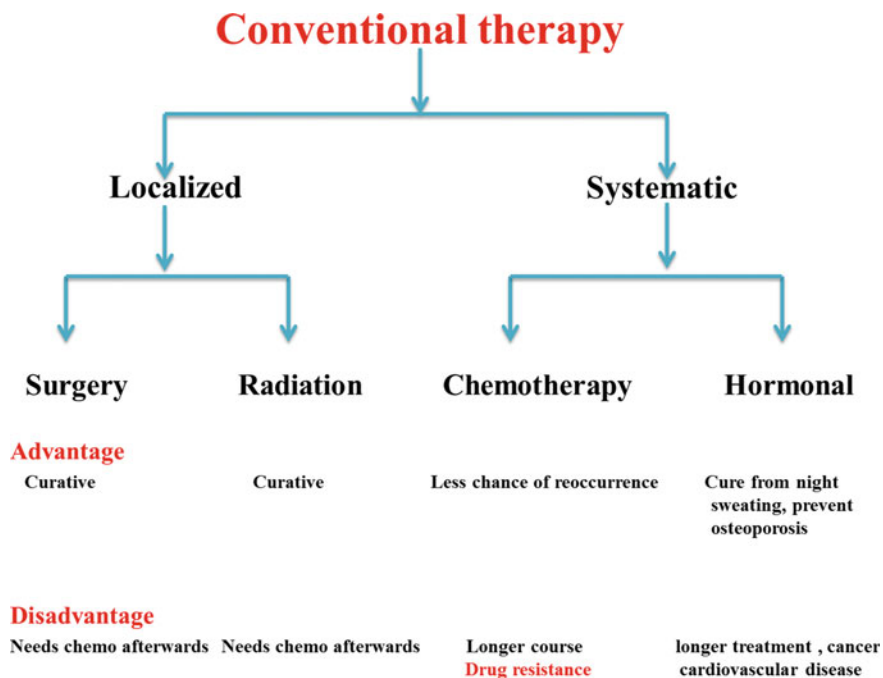 Conventional therapy
Localized
Systematic
Surgery
Radiation
Chemotherapy
Hormonal
Advantage
Curative
Curative
Less chance of reoccurrence
Cure from night
sweating, prevent
osteoporosis
Disadvantage
Needs chemo afterwards
Needs chemo afterwards
Longer course
Drug resistance
longer treatment , cancer
cardiovascular disease